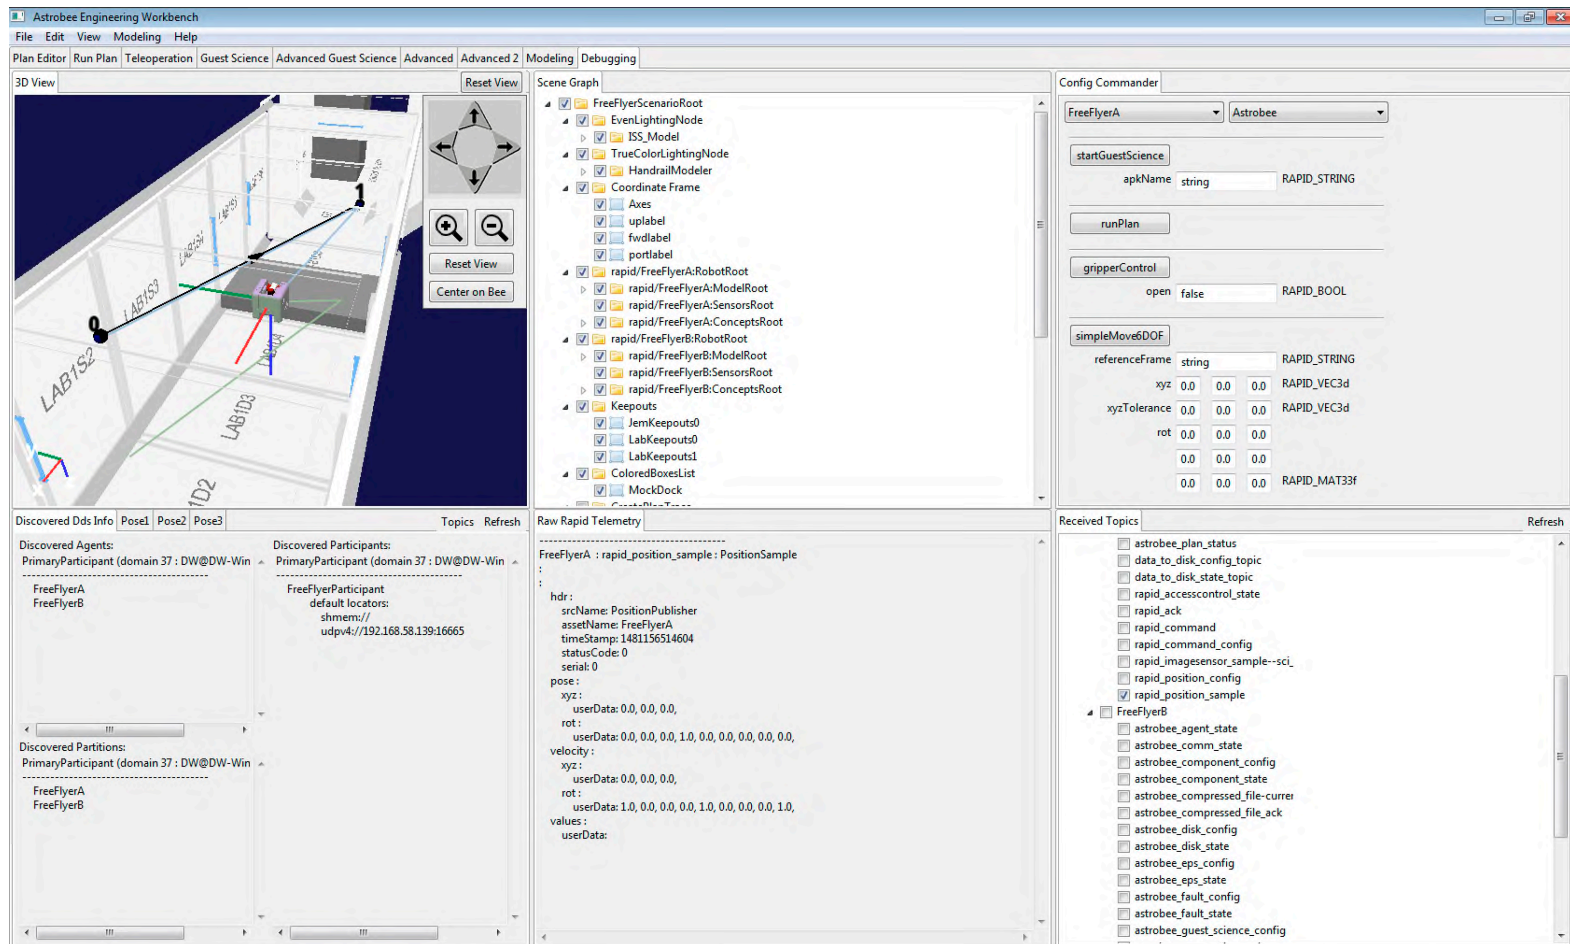 Astrobee Engineering Workbench
File Edit View Modeling Help
Plan Editor Run Plan Teleoperation Guest Science Advanced Guest Science Advanced Advanced 2 Modeling Debugging
3D View Reset View
1
0
LAB1S4
LAB1S3
LAB1S2
LAB1D4
LAB1D3
1D2
Reset View
Center on Bee
Scene Graph
FreeFlyerScenarioRoot
EvenLightingNode
ISS_Model
TrueColorLightingNode
HandrailModeler
Coordinate Frame
Axes
uplabel
fwdlabel
portlabel
rapid/FreeFlyerA:RobotRoot
rapid/FreeFlyerA:ModelRoot
rapid/FreeFlyerA:SensorsRoot
rapid/FreeFlyerA:ConceptsRoot
rapid/FreeFlyerB:RobotRoot
rapid/FreeFlyerB:ModelRoot
rapid/FreeFlyerB:SensorsRoot
rapid/FreeFlyerB:ConceptsRoot
Keepouts
JemKeepouts0
LabKeepouts0
LabKeepouts1
ColoredBoxesList
MockDock
Config Commander
FreeFlyerA Astrobee
startGuestScience
apkName string RAPID_STRING
runPlan
gripperControl
open false RAPID_BOOL
simpleMove6DOF
referenceFrame string RAPID_STRING
xyz 0.0 0.0 0.0 RAPID_VEC3d
xyzTolerance 0.0 0.0 0.0 RAPID_VEC3d
rot 0.0 0.0 0.0
0.0 0.0 0.0
0.0 0.0 0.0 RAPID_MAT33f
Discovered Dds Info Pose1 Pose2 Pose3 Topics Refresh
Discovered Agents:
PrimaryParticipant (domain 37 : DW@DW-Win
----------------------------------------
FreeFlyerA
FreeFlyerB
Discovered Participants:
PrimaryParticipant (domain 37 : DW@DW-Win
----------------------------------------
FreeFlyerParticipant
default locators:
shmem://
udpv4://192.168.58.139:16665
Discovered Partitions:
PrimaryParticipant (domain 37 : DW@DW-Win
----------------------------------------
FreeFlyerA
FreeFlyerB
Raw Rapid Telemetry
----------------------------------------
FreeFlyerA : rapid_position_sample : PositionSample
:
:
hdr :
srcName: PositionPublisher
assetName: FreeFlyerA
timeStamp: 1481156514604
statusCode: 0
serial: 0
pose :
xyz :
userData: 0.0, 0.0, 0.0,
rot :
userData: 0.0, 0.0, 0.0, 1.0, 0.0, 0.0, 0.0, 0.0, 0.0,
velocity :
xyz :
userData: 0.0, 0.0, 0.0,
rot :
userData: 1.0, 0.0, 0.0, 0.0, 1.0, 0.0, 0.0, 0.0, 1.0,
values :
userData:
Received Topics Refresh
astrobee_plan_status
data_to_disk_config_topic
data_to_disk_state_topic
rapid_accesscontrol_state
rapid_ack
rapid_command
rapid_command_config
rapid_imagesensor_sample--sci_
rapid_position_config
rapid_position_sample
FreeFlyerB
astrobee_agent_state
astrobee_comm_state
astrobee_component_config
astrobee_component_state
astrobee_compressed_file-currer
astrobee_compressed_file_ack
astrobee_disk_config
astrobee_disk_state
astrobee_eps_config
astrobee_eps_state
astrobee_fault_config
astrobee_fault_state
astrobee_guest_science_config